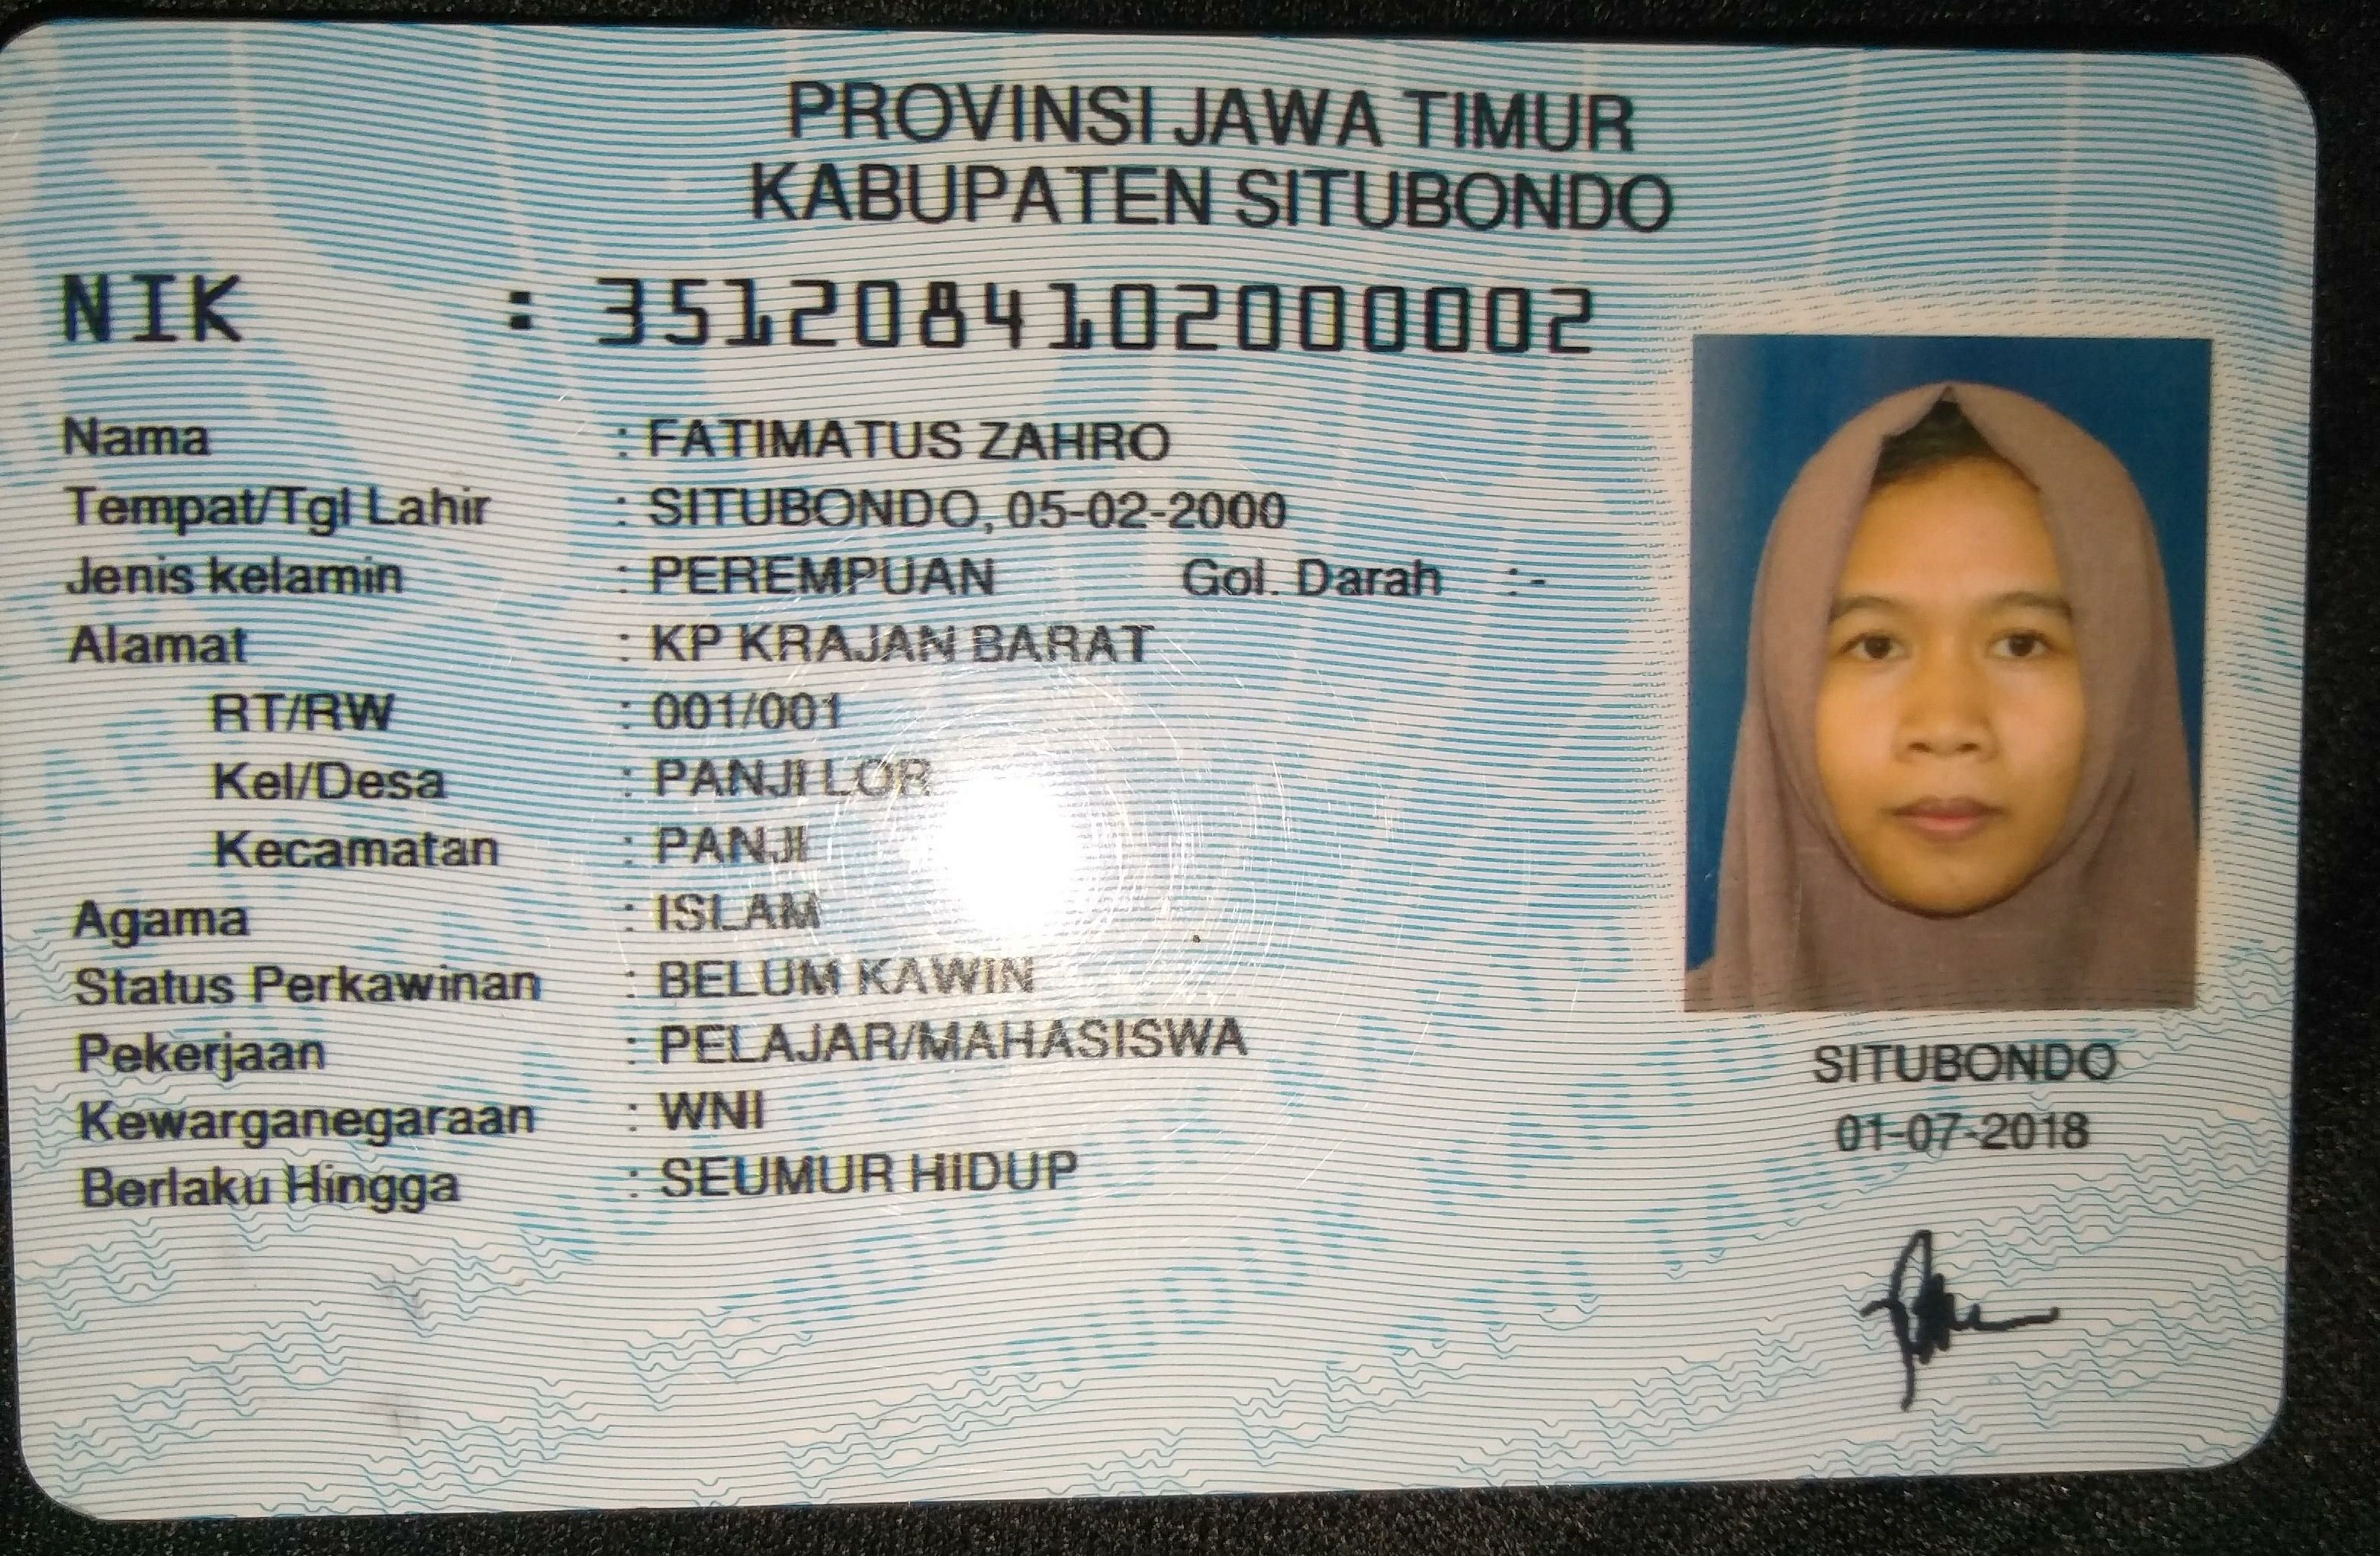 PROVINSI JAWA TIMUR
KABUPATEN SITUBONDO
NIK : 3512084102000002
Nama : FATIMATUS ZAHRO
Tempat/Tgl Lahir : SITUBONDO, 05-02-2000
Jenis kelamin : PEREMPUAN Gol. Darah : -
Alamat : KP KRAJAN BARAT
RT/RW : 001/001
Kel/Desa : PANJI LOR
Kecamatan : PANJI
Agama : ISLAM
Status Perkawinan : BELUM KAWIN
Pekerjaan : PELAJAR/MAHASISWA
Kewarganegaraan : WNI
Berlaku Hingga : SEUMUR HIDUP
SITUBONDO
01-07-2018